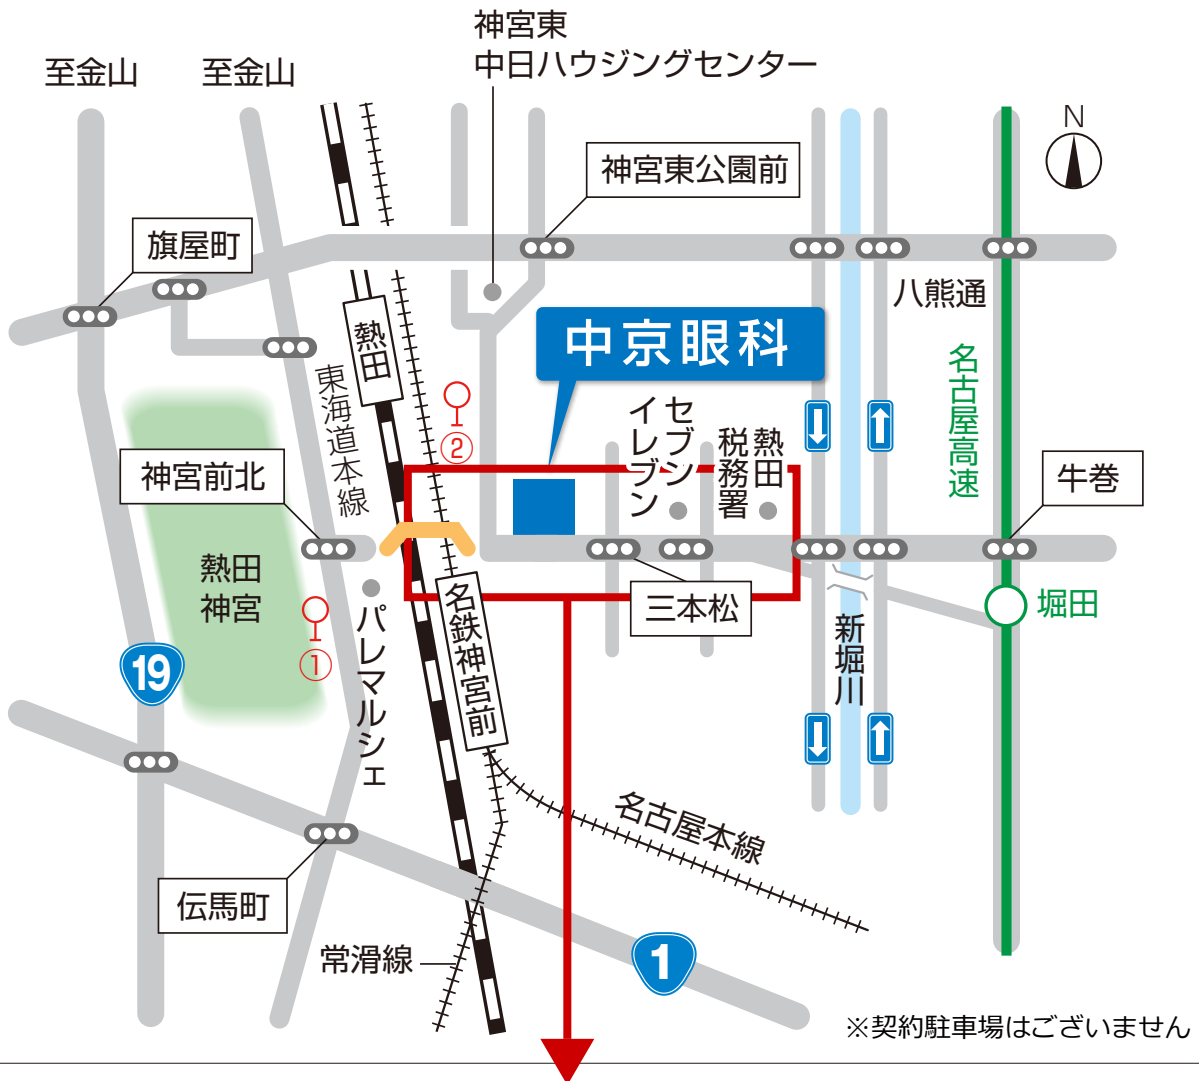 神宮東
中日ハウジングセンター
至金山
至金山
N
神宮東公園前
旗屋町
八熊通
熱田
中京眼科
名古屋高速
東海道本線
②
セブン
イレブン
熱田
税務署
神宮前北
牛巻
熱田
神宮
①
パレマルシェ
名鉄神宮前
三本松
堀田
新堀川
19
名古屋本線
伝馬町
常滑線
1
※契約駐車場はございません